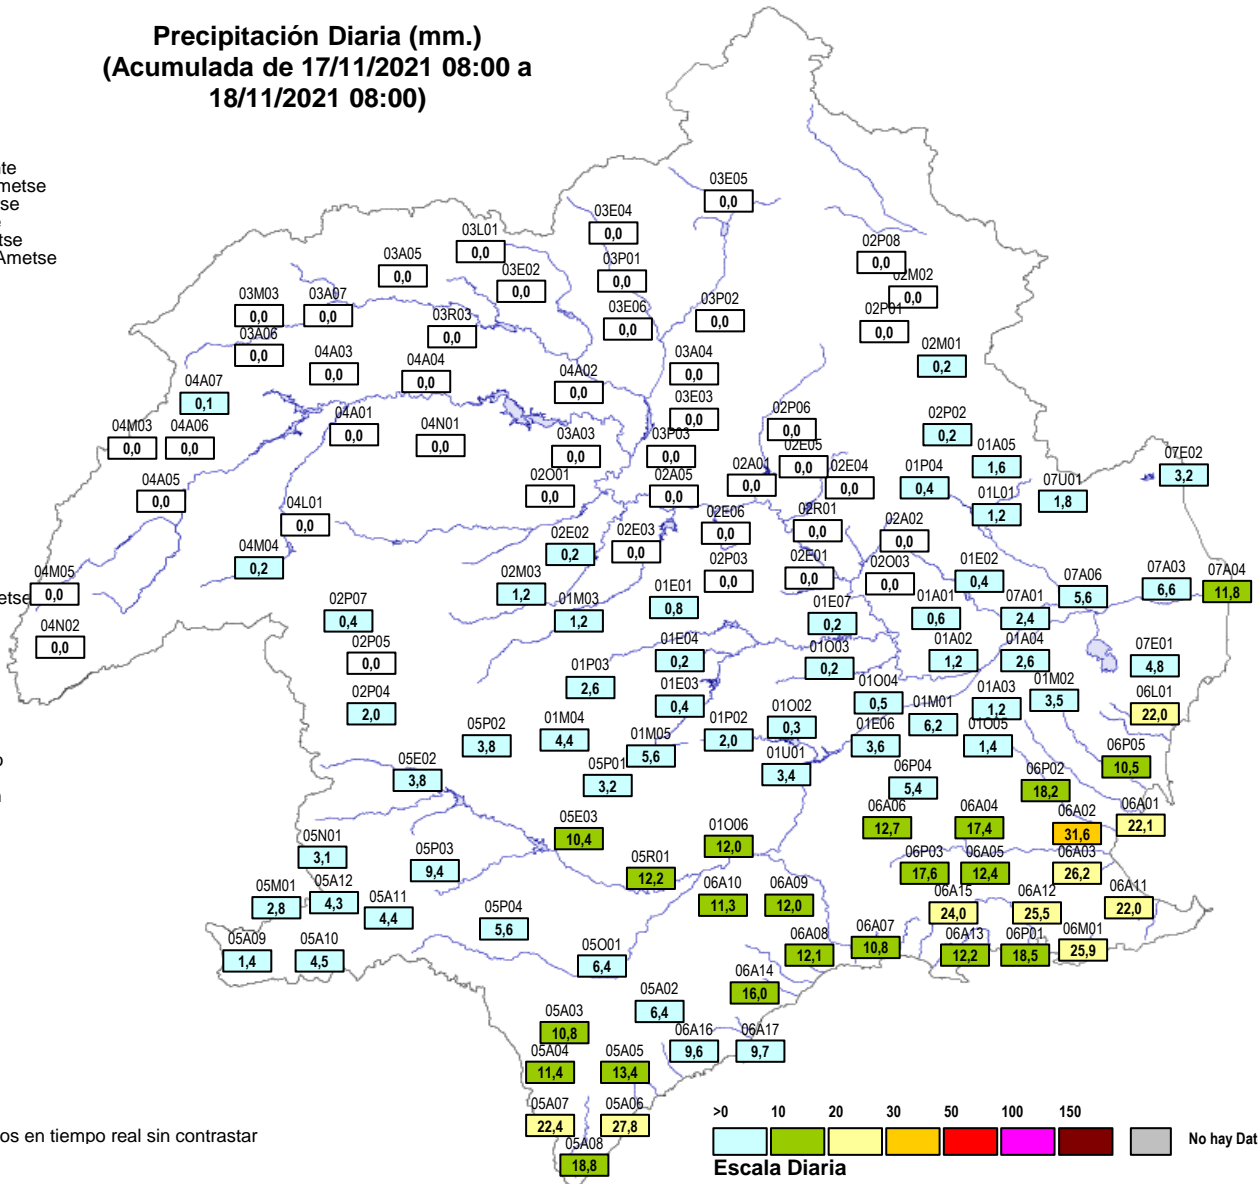 Precipitación Diaria (mm.)
(Acumulada de 17/11/2021 08:00 a
18/11/2021 08:00)
nte
metse
se
e
tse
Ametse
03E05
0,0
03E04
0,0
03L01
0,0
03A05
0,0
03E02
0,0
03P01
0,0
02P08
0,0
02M02
0,0
03M03
0,0
03A07
0,0
03R03
0,0
03E06
0,0
03P02
0,0
02P01
0,0
03A06
0,0
04A03
0,0
04A04
0,0
04A02
0,0
03A04
0,0
02M01
0,2
04A07
0,1
04A01
0,0
04N01
0,0
03E03
0,0
02P06
0,0
02P02
0,2
04M03
0,0
04A06
0,0
03A03
0,0
03P03
0,0
02E05
0,0
01A05
1,6
07E02
3,2
04A05
0,0
02O01
0,0
02A05
0,0
02A01
0,0
02E04
0,0
01P04
0,4
07U01
1,8
04L01
0,0
02E06
0,0
02R01
0,0
01L01
1,2
04M04
0,2
02E02
0,2
02E03
0,0
02A02
0,0
04M05
0,0
etse
02M03
1,2
02P03
0,0
02E01
0,0
02O03
0,0
01E02
0,4
07A06
5,6
07A03
6,6
07A04
11,8
02P07
0,4
01M03
1,2
01E01
0,8
01E07
0,2
01A01
0,6
07A01
2,4
04N02
0,0
02P05
0,0
01E04
0,2
01O03
0,2
01A02
1,2
01A04
2,6
07E01
4,8
02P04
2,0
01P03
2,6
01E03
0,4
01O04
0,5
01A03
1,2
01M02
3,5
06L01
22,0
05P02
3,8
01M04
4,4
01M05
5,6
01P02
2,0
01O02
0,3
01E06
3,6
01M01
6,2
01O05
1,4
05E02
3,8
05P01
3,2
01U01
3,4
06P04
5,4
06P02
18,2
06P05
10,5
05E03
10,4
01O06
12,0
06A06
12,7
06A04
17,4
06A02
31,6
06A01
22,1
05N01
3,1
05P03
9,4
05R01
12,2
06P03
17,6
06A05
12,4
06A03
26,2
05M01
2,8
05A12
4,3
05A11
4,4
06A10
11,3
06A09
12,0
06A15
24,0
06A12
25,5
06A11
22,0
05P04
5,6
05A09
1,4
05A10
4,5
05O01
6,4
06A08
12,1
06A07
10,8
06A13
12,2
06P01
18,5
06M01
25,9
06A14
16,0
05A02
6,4
05A03
10,8
06A16
9,6
06A17
9,7
05A04
11,4
05A05
13,4
05A07
22,4
05A06
27,8
05A08
18,8
os en tiempo real sin contrastar
>0 10 20 30 50 100 150
No hay Dat
Escala Diaria